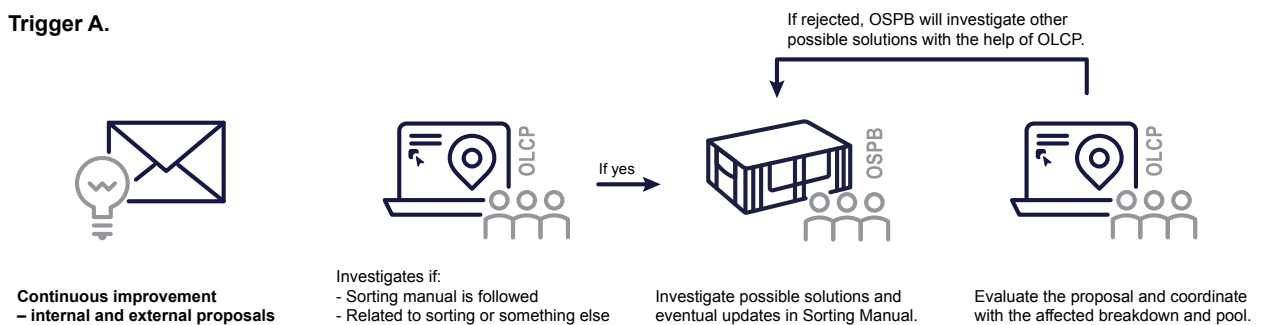 Trigger A.
If rejected, OSPB will investigate other
possible solutions with the help of OLCP.
OLCP
If yes
OSPB
OLCP
Continuous improvement
– internal and external proposals
Investigates if:
- Sorting manual is followed
- Related to sorting or something else
Investigate possible solutions and
eventual updates in Sorting Manual.
Evaluate the proposal and coordinate
with the affected breakdown and pool.